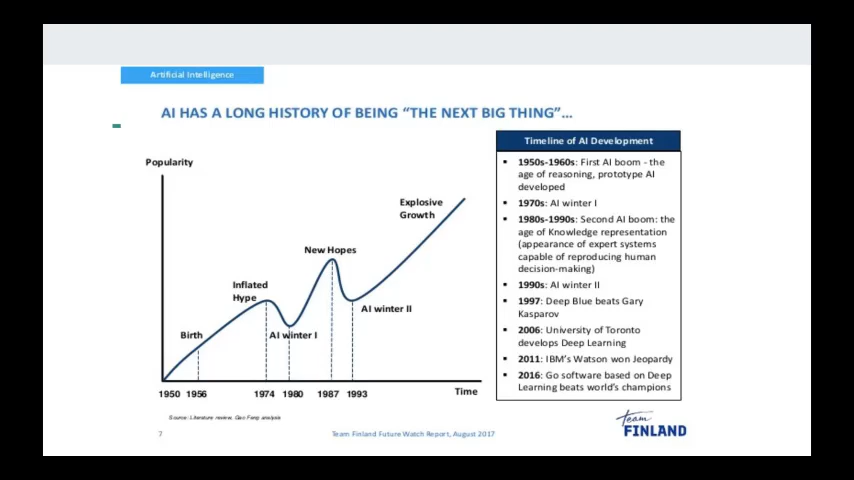 Artificial Intelligence
AI HAS A LONG HISTORY OF BEING “THE NEXT BIG THING”…
Popularity
Explosive
Growth
New Hopes
Inflated
Hype
AI winter II
Birth
AI winter I
1950 1956 1974 1980 1987 1993 Time
Timeline of AI Development
▪ 1950s-1960s: First AI boom - the
age of reasoning, prototype AI
developed
▪ 1970s: AI winter I
▪ 1980s-1990s: Second AI boom: the
age of Knowledge representation
(appearance of expert systems
capable of reproducing human
decision-making)
▪ 1990s: AI winter II
▪ 1997: Deep Blue beats Gary
Kasparov
▪ 2006: University of Toronto
develops Deep Learning
▪ 2011: IBM's Watson won Jeopardy
▪ 2016: Go software based on Deep
Learning beats world's champions
Source: Literature review, Gao Feng analysis
7
Team Finland Future Watch Report, August 2017
Team
FINLAND